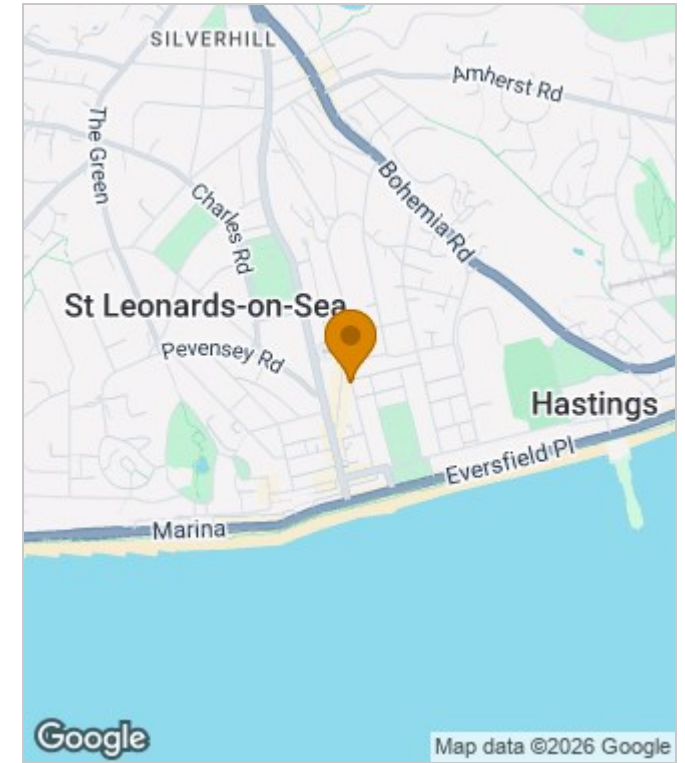 SILVERHILL
Amherst Rd
The Green
Bohemia Rd
Charles Rd
St Leonards-on-Sea
Pevensey Rd
Hastings
Eversfield Pl
Marina
Google
Map data ©2026 Google